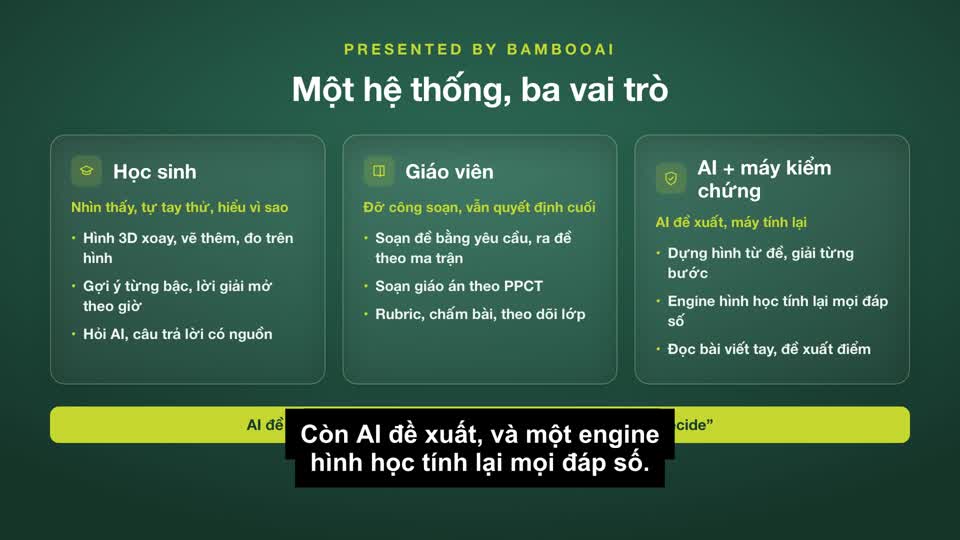 PRESENTED BY BAMBOOAI
Một hệ thống, ba vai trò
Học sinh
Nhìn thấy, tự tay thử, hiểu vì sao
• Hình 3D xoay, vẽ thêm, đo trên
hình
• Gợi ý từng bậc, lời giải mở
theo giờ
• Hỏi AI, câu trả lời có nguồn
Giáo viên
Đỡ công soạn, vẫn quyết định cuối
• Soạn đề bằng yêu cầu, ra đề
theo ma trận
• Soạn giáo án theo PPCT
• Rubric, chấm bài, theo dõi lớp
AI + máy kiểm
chứng
AI đề xuất, máy tính lại
• Dựng hình từ đề, giải từng
bước
• Engine hình học tính lại mọi đáp
số
• Đọc bài viết tay, đề xuất điểm
AI đề
Còn AI đề xuất, và một engine
hình học tính lại mọi đáp số.